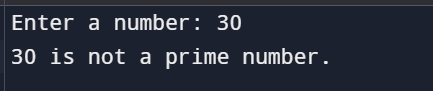 Enter a number: 30
30 is not a prime number.